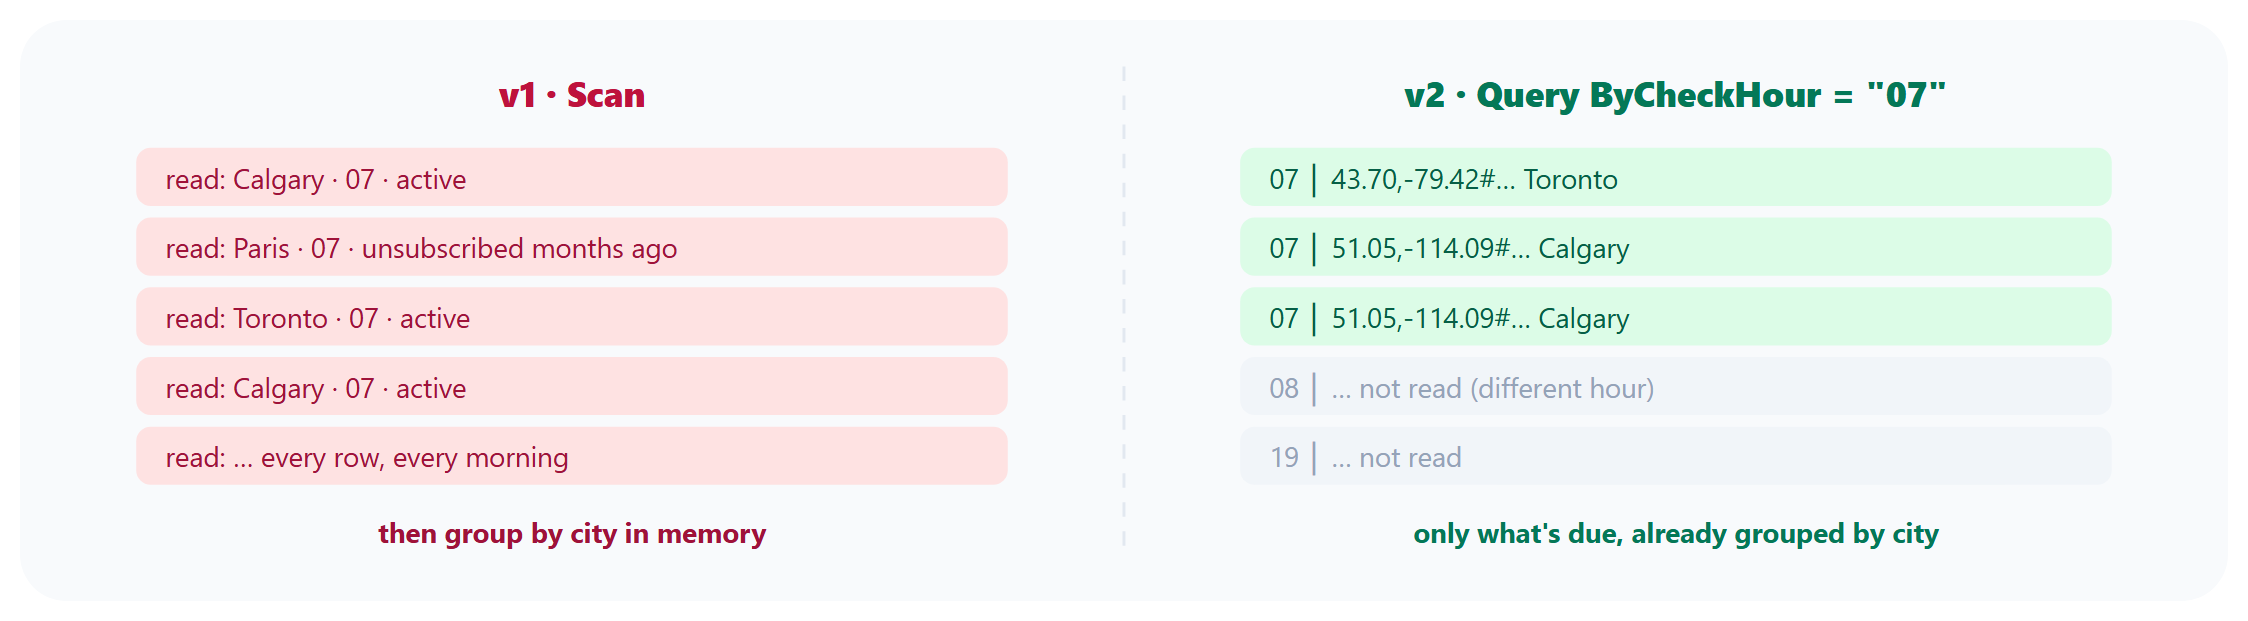 v1 · Scan
read: Calgary · 07 · active
read: Paris · 07 · unsubscribed months ago
read: Toronto · 07 · active
read: Calgary · 07 · active
read: ... every row, every morning
then group by city in memory
v2 · Query ByCheckHour = "07"
07 | 43.70,-79.42#... Toronto
07 | 51.05,-114.09#... Calgary
07 | 51.05,-114.09#... Calgary
08 | ... not read (different hour)
19 | ... not read
only what's due, already grouped by city